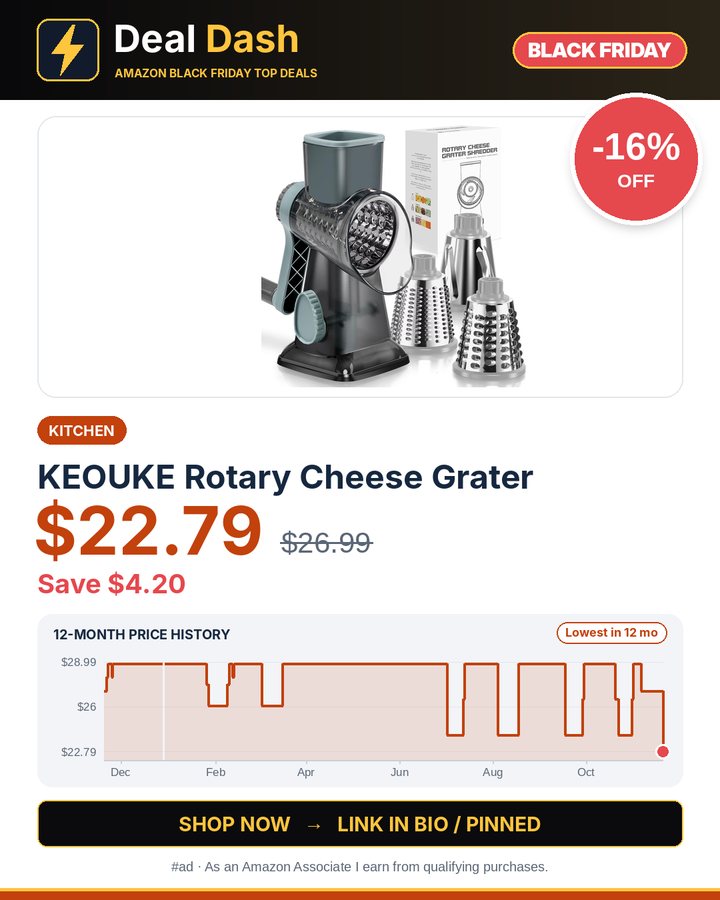 Deal Dash
AMAZON BLACK FRIDAY TOP DEALS
BLACK FRIDAY
-16%
OFF
ROTARY CHEESE
GRATER SHREDDER
KITCHEN
KEOUKE Rotary Cheese Grater
$22.79 $26.99
Save $4.20
12-MONTH PRICE HISTORY
Lowest in 12 mo
$28.99
$26
$22.79
Dec Feb Apr Jun Aug Oct
SHOP NOW → LINK IN BIO / PINNED
#ad · As an Amazon Associate I earn from qualifying purchases.